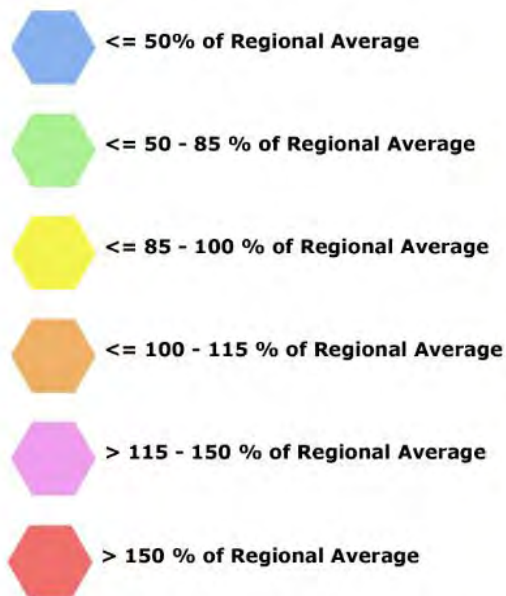 <= 50% of Regional Average
<= 50 - 85 % of Regional Average
<= 85 - 100 % of Regional Average
<= 100 - 115 % of Regional Average
> 115 - 150 % of Regional Average
> 150 % of Regional Average